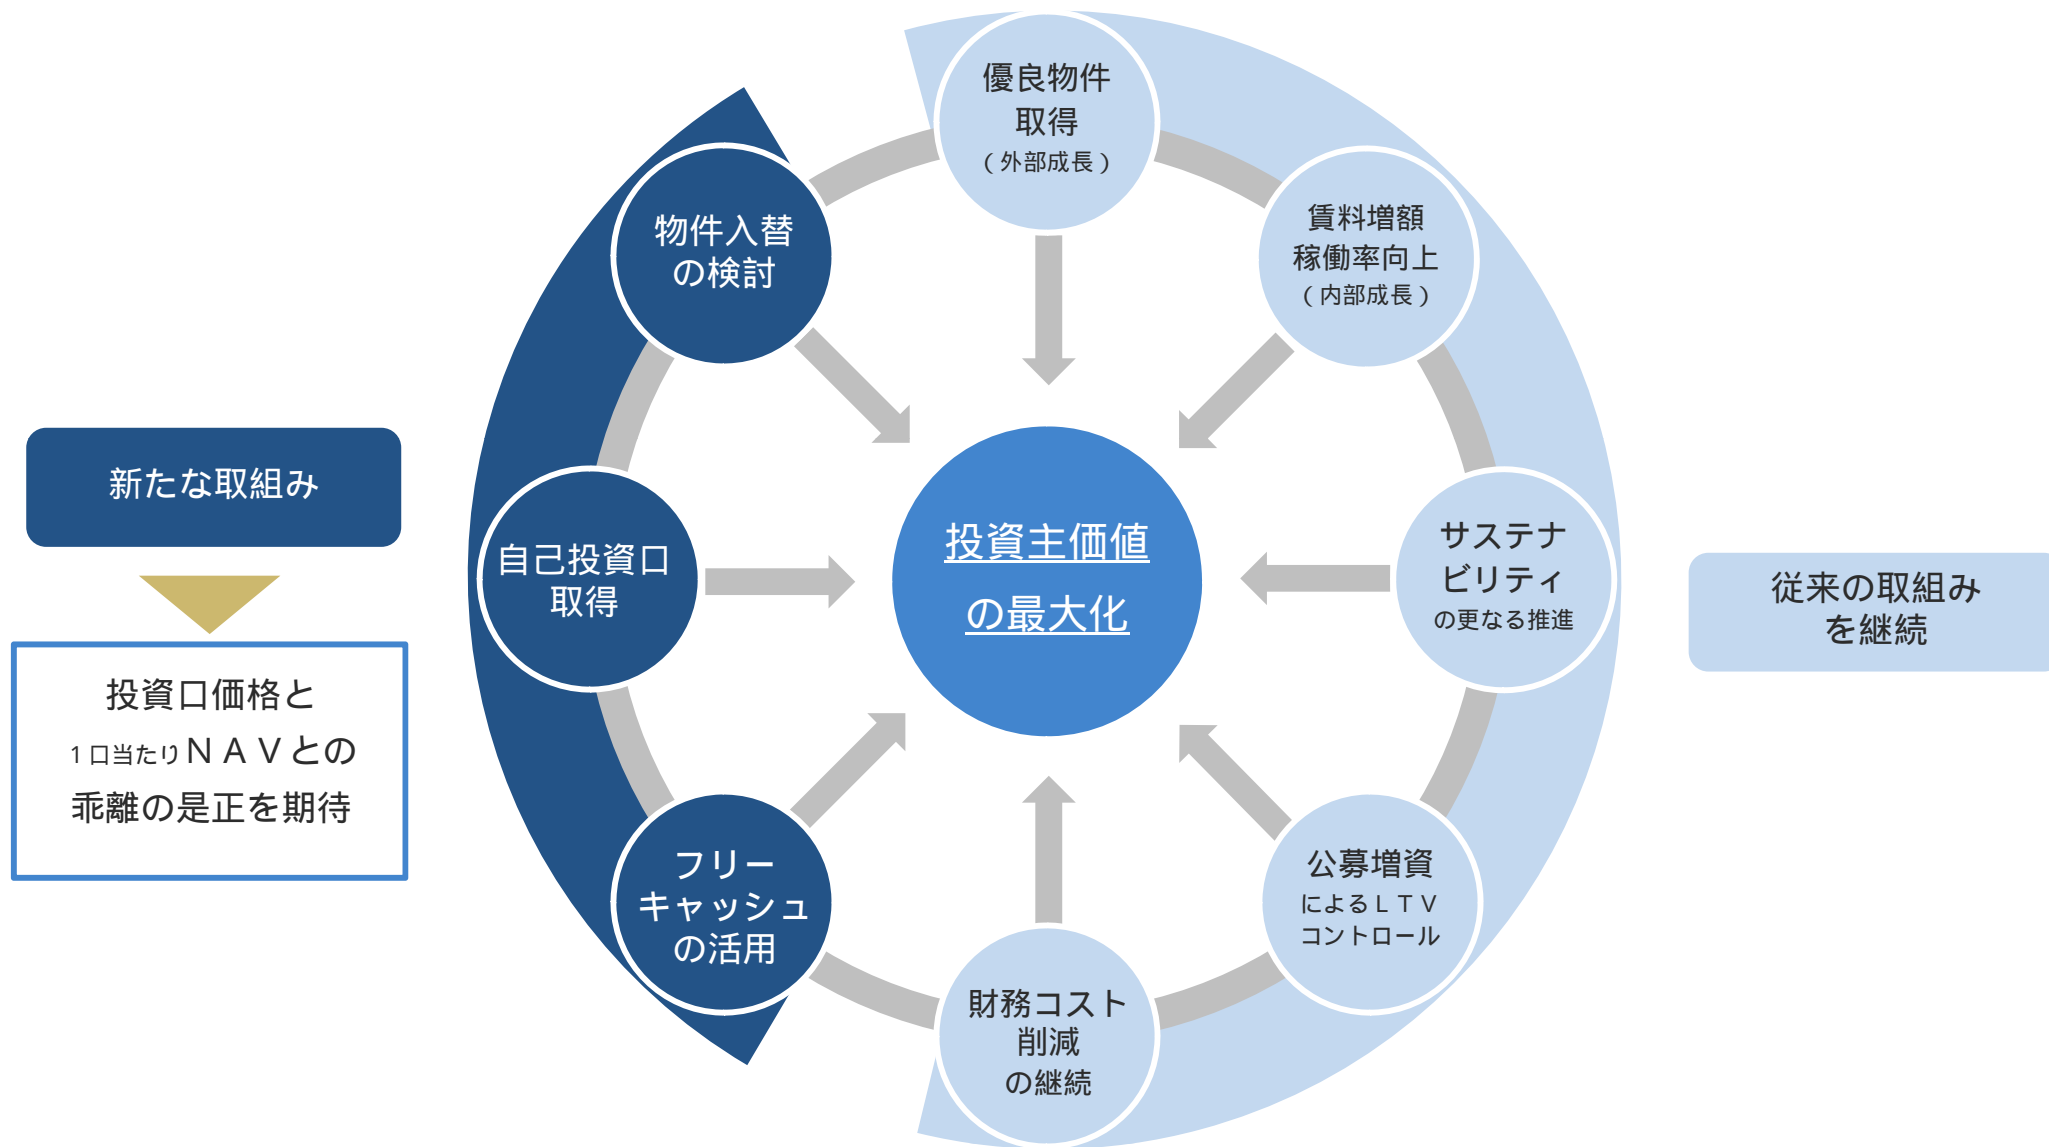 優良物件
取得
（外部成長）
賃料増額
稼働率向上
（内部成長）
サステナ
ビリティ
の更なる推進
公募増資
によるＬＴＶ
コントロール
財務コスト
削減
の継続
フリー
キャッシュ
の活用
自己投資口
取得
物件入替
の検討
投資主価値
の最大化
新たな取組み
投資口価格と
1口当たりＮＡＶとの
乖離の是正を期待
従来の取組み
を継続